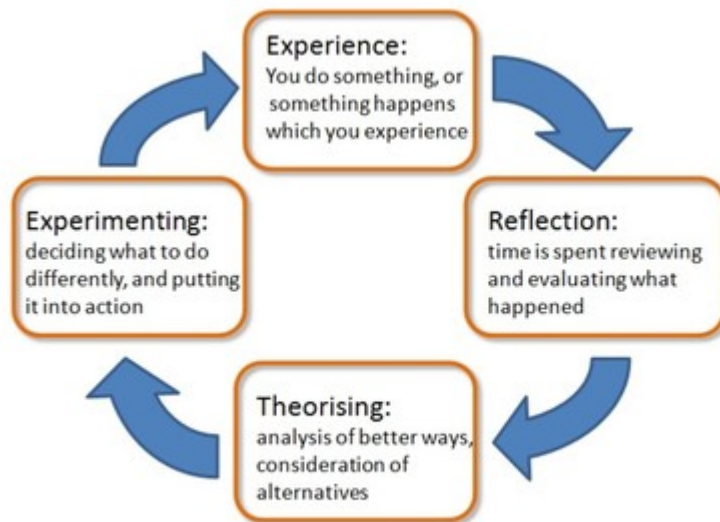 Experience:
You do something, or
something happens
which you experience
Reflection:
time is spent reviewing
and evaluating what
happened
Theorising:
analysis of better ways,
consideration of
alternatives
Experimenting:
deciding what to do
differently, and putting
it into action